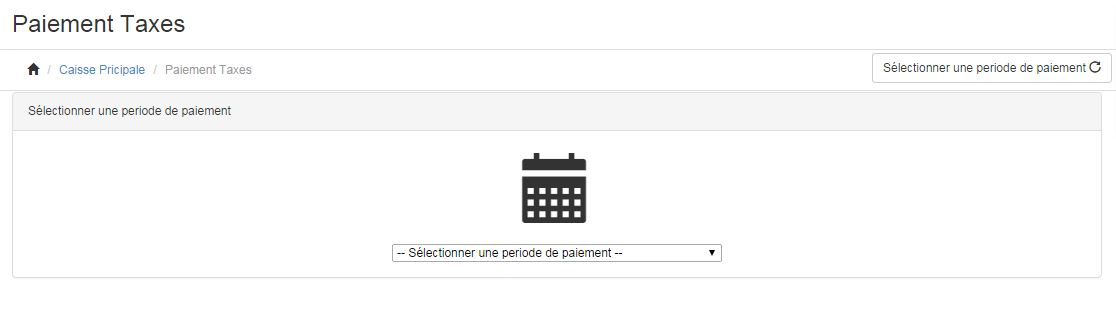 Paiement Taxes
/ Caisse Pricipale / Paiement Taxes
Sélectionner une periode de paiement
Sélectionner une periode de paiement
-- Sélectionner une periode de paiement --